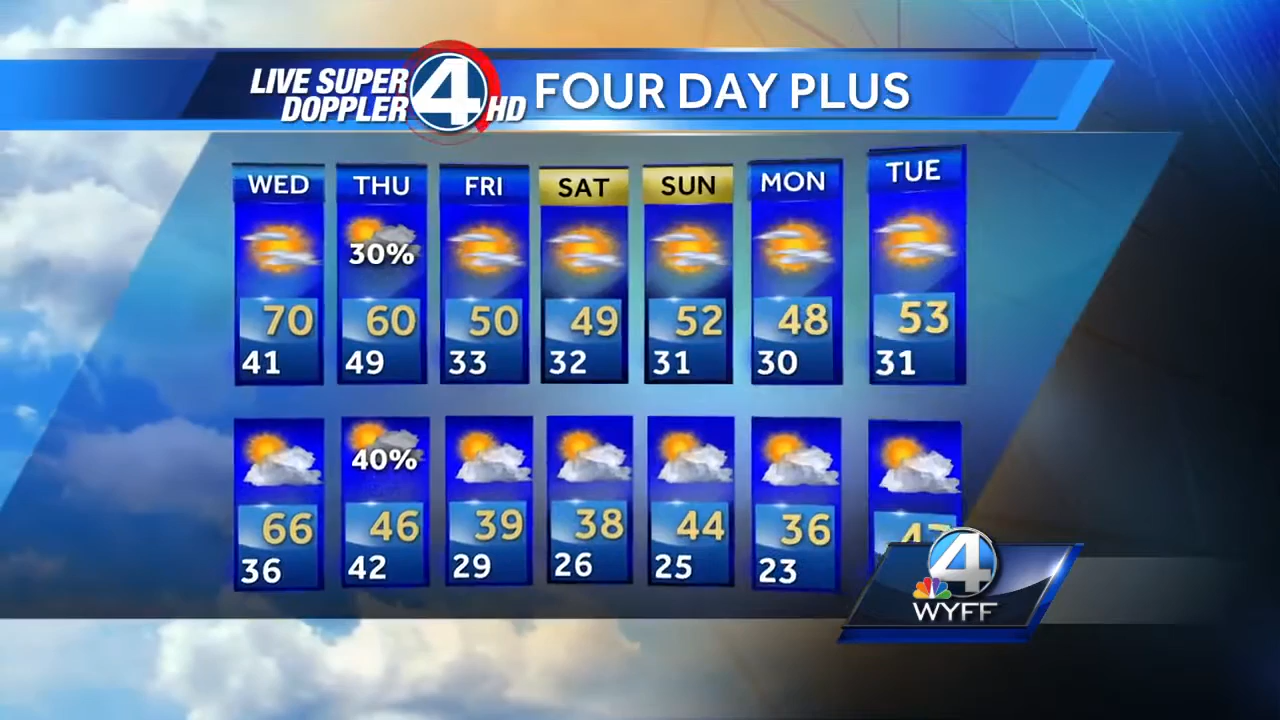 LIVE SUPER
DOPPLER 4 HD
FOUR DAY PLUS
WED THU FRI SAT SUN MON TUE
30%
70 60 50 49 52 48 53
41 49 33 32 31 30 31
40%
66 46 39 38 44 36
36 42 29 26 25 23
4
WYFF